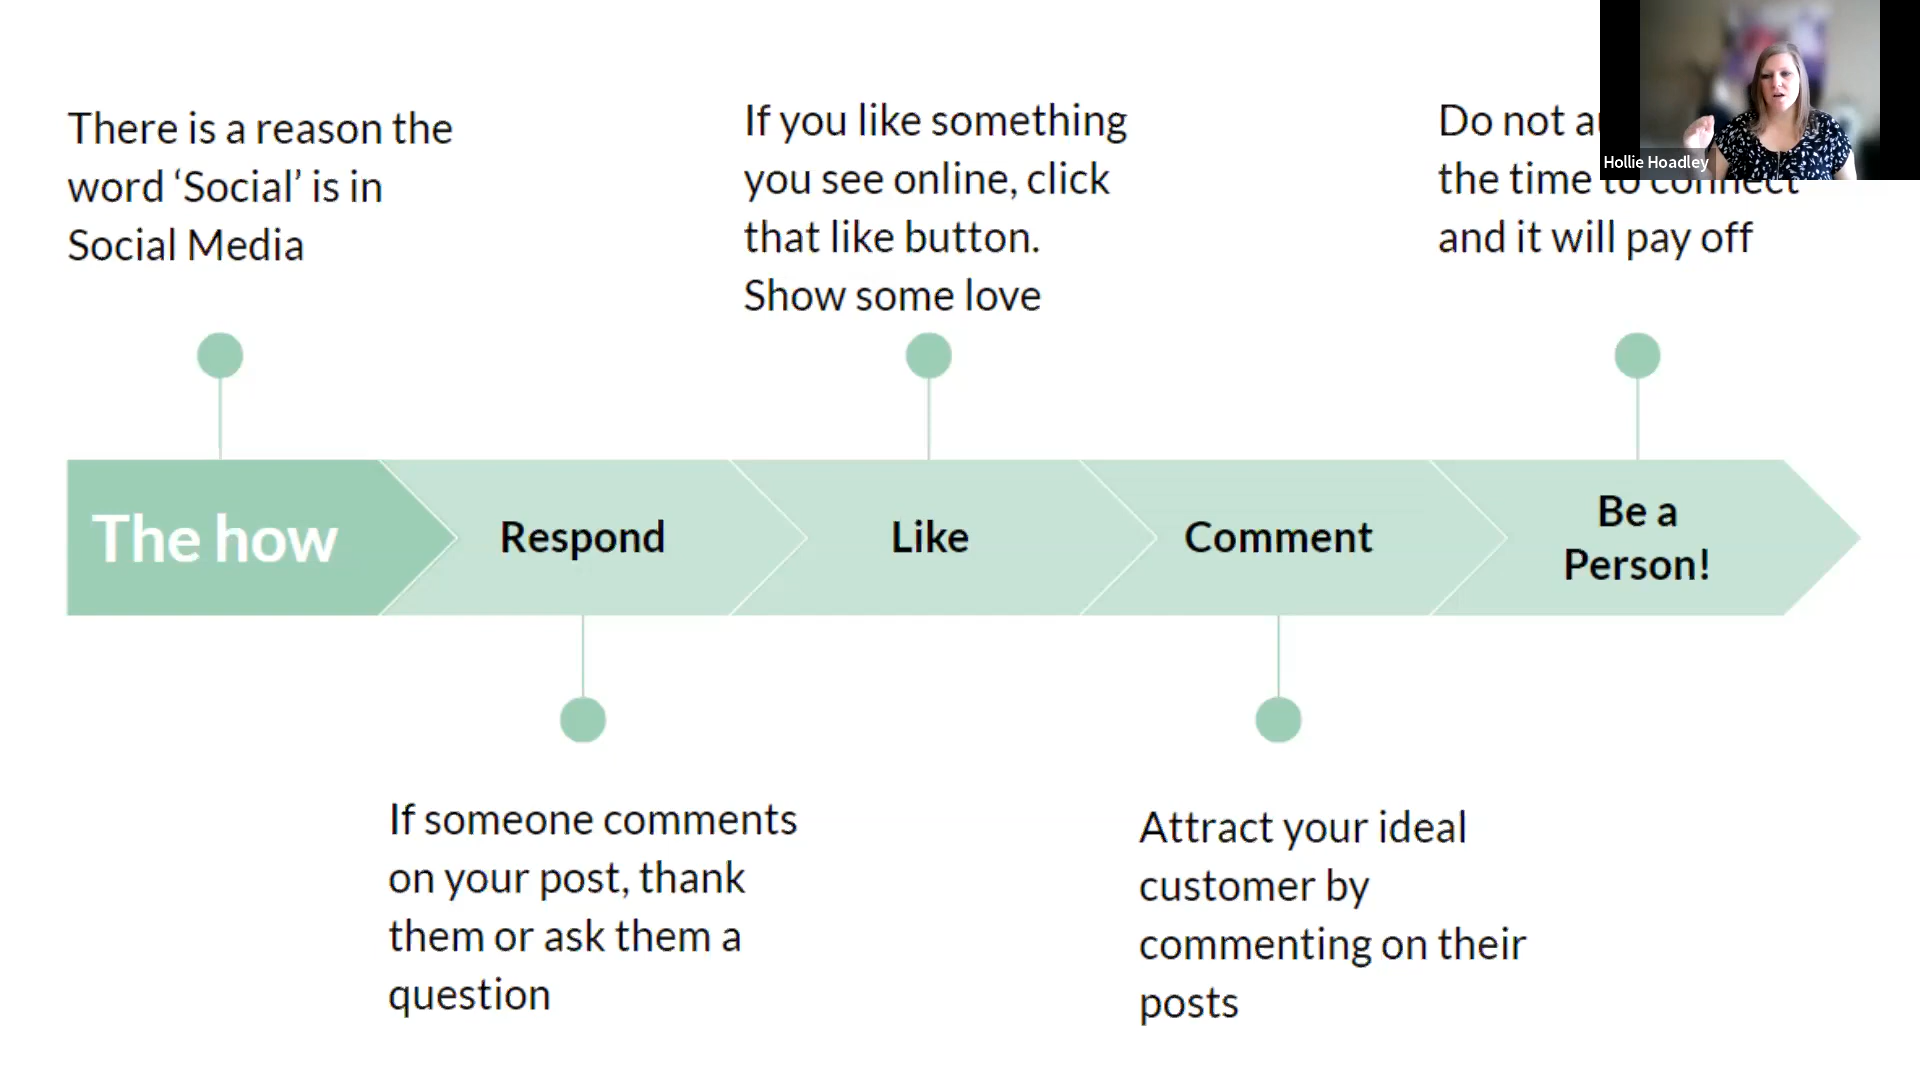 There is a reason the
word ‘Social’ is in
Social Media
If you like something
you see online, click
that like button.
Show some love
Do not
the time to connect
and it will pay off
Hollie Hoadley
The how
Respond
Like
Comment
Be a
Person!
If someone comments
on your post, thank
them or ask them a
question
Attract your ideal
customer by
commenting on their
posts